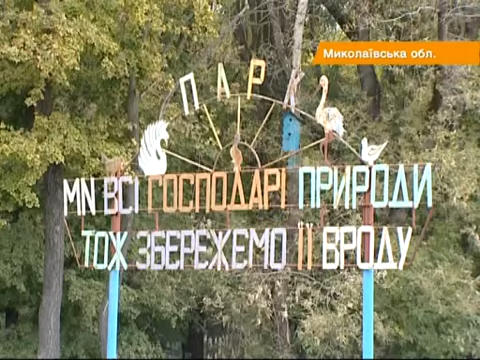 Миколаївська обл.
ПАРК
МИ ВСІ ГОСПОДАРІ ПРИРОДИ
ТОЖ ЗБЕРЕЖЕМО ЇЇ ВРОДУ